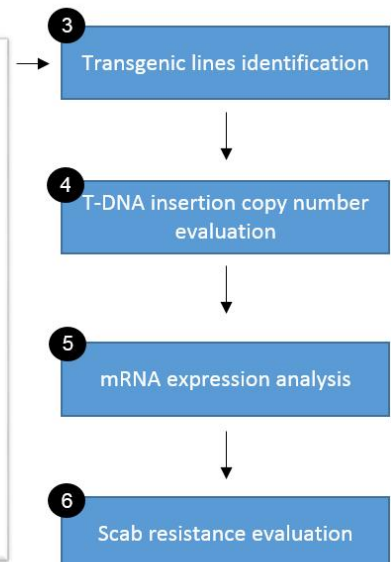 3
Transgenic lines identification
4
T-DNA insertion copy number
evaluation
5
mRNA expression analysis
6
Scab resistance evaluation